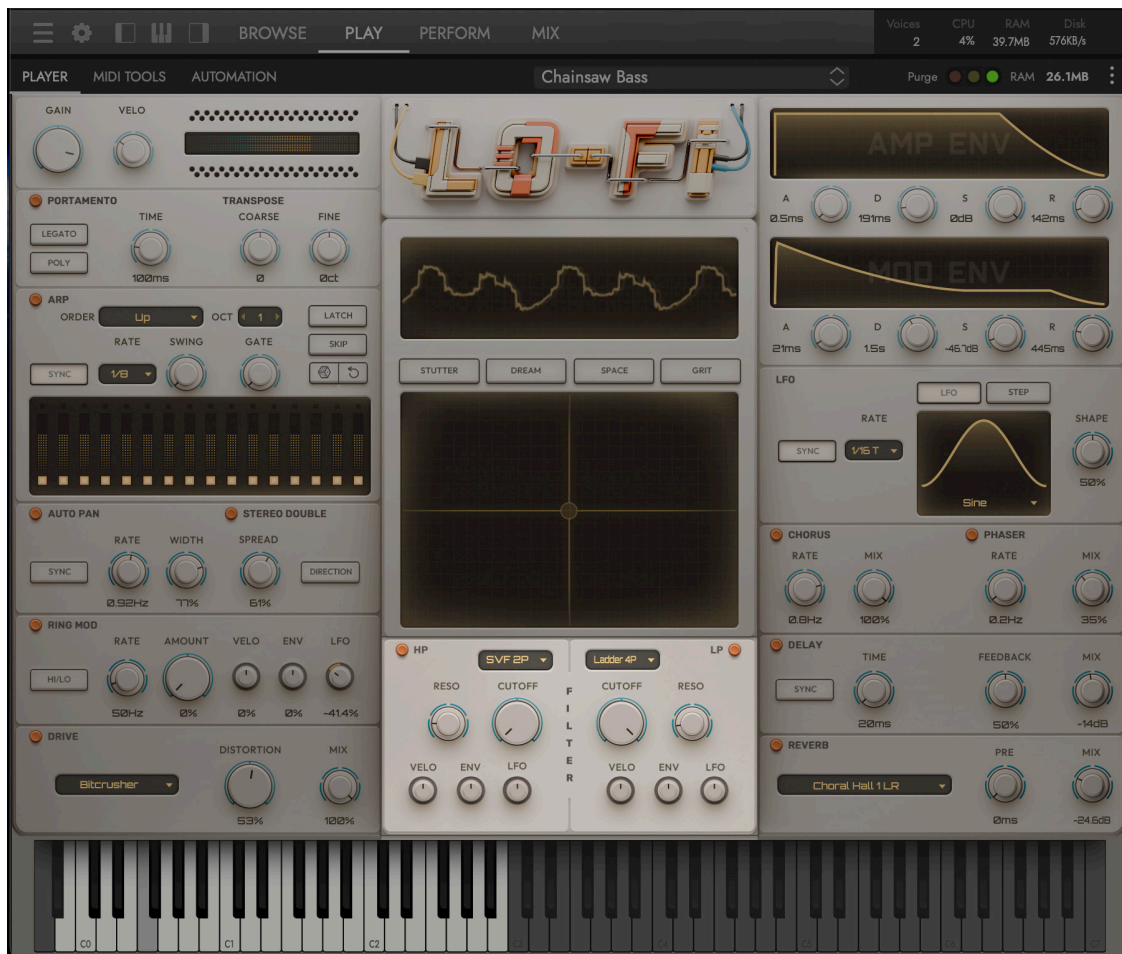 BROWSE PLAY PERFORM MIX
Voices CPU RAM Disk
2 4% 39.7MB 576KB/s
PLAYER MIDI TOOLS AUTOMATION
Chainsaw Bass
Purge RAM 26.1MB
GAIN VELO
PORTAMENTO
TRANSPOSE
LEGATO
POLY
TIME
100ms
COARSE FINE
0 0ct
ARP
ORDER Up OCT 1 LATCH
RATE SWING GATE SKIP
SYNC 1/8
AUTO PAN STEREO DOUBLE
RATE WIDTH SPREAD
SYNC DIRECTION
0.92Hz 77% 61%
RING MOD
RATE AMOUNT VELO ENV LFO
HI/LO
50Hz 0% 0% 0% -41.4%
DRIVE
DISTORTION MIX
Bitcrusher
53% 100%
LO-FI
STUTTER DREAM SPACE GRIT
HP SVF 2P Ladder 4P LP
RESO CUTOFF CUTOFF RESO
FILTER
VELO ENV LFO VELO ENV LFO
AMP ENV
A D S R
0.5ms 191ms 0dB 142ms
MOD ENV
A D S R
21ms 1.5s -46.7dB 445ms
LFO
LFO STEP
RATE SHAPE
SYNC 1/16 T
50%
Sine
CHORUS PHASER
RATE MIX RATE MIX
0.8Hz 100% 0.2Hz 35%
DELAY
TIME FEEDBACK MIX
SYNC
20ms 50% -14dB
REVERB
PRE MIX
Choral Hall 1 LR
0ms -24.6dB
C0 C1 C2 C3 C4 C5 C6 C7